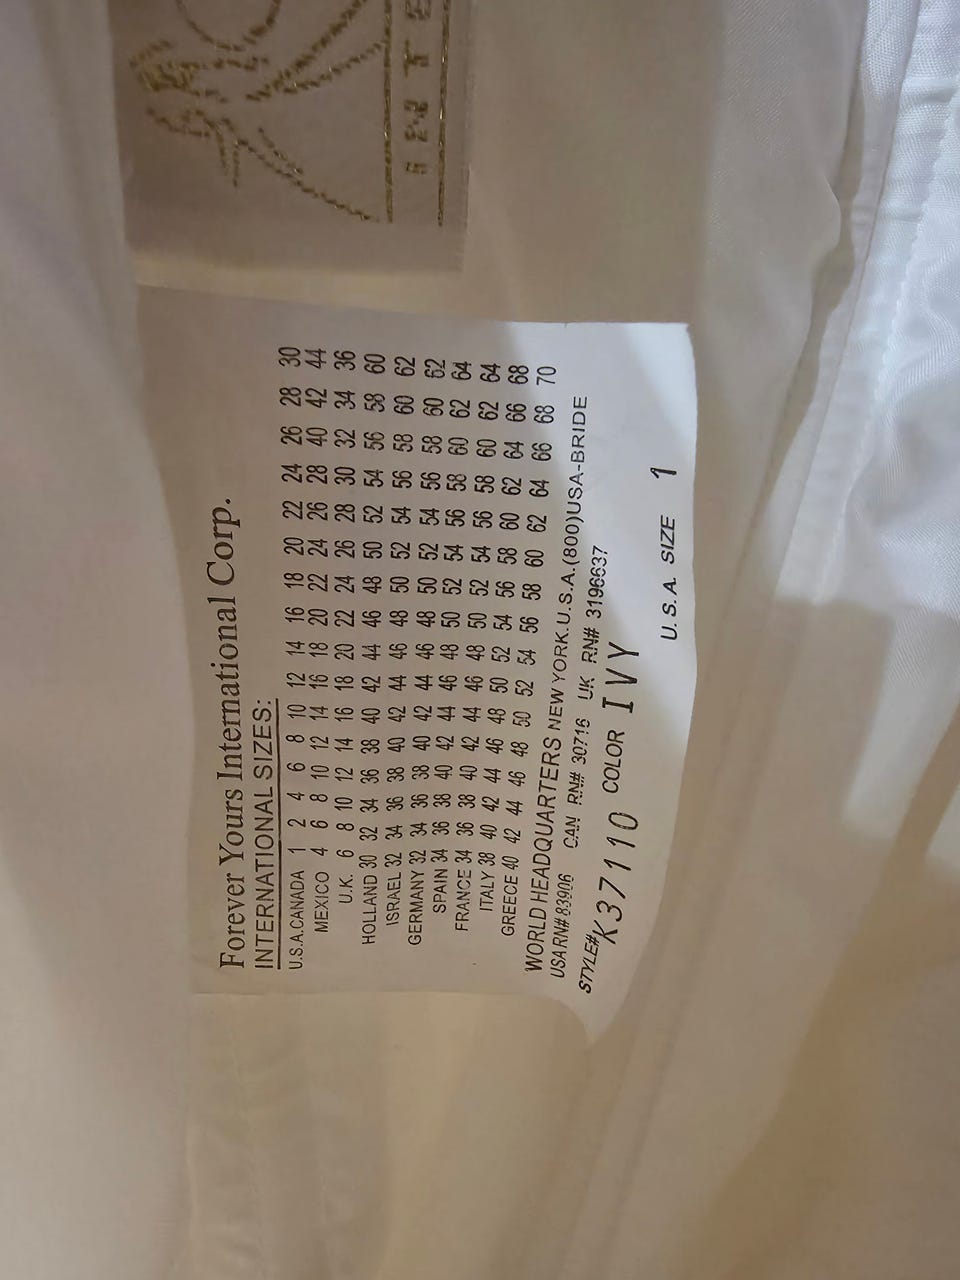 Forever Yours International Corp.
INTERNATIONAL SIZES:
U.S.A.CANADA 1 2 4 6 8 10 12 14 16 18 20 22 24 26 28 30
MEXICO 4 6 8 10 12 14 16 18 20 22 24 26 28 40 42 44
U.K. 6 8 10 12 14 16 18 20 22 24 26 28 30 32 34 36
HOLLAND 30 32 34 36 38 40 42 44 46 48 50 52 54 56 58 60
ISRAEL 32 34 36 38 40 42 44 46 48 50 52 54 56 58 60 62
GERMANY 32 34 36 38 40 42 44 46 48 50 52 54 56 58 60 62
SPAIN 34 36 38 40 42 44 46 48 50 52 54 56 58 60 62 64
FRANCE 34 36 38 40 42 44 46 48 50 52 54 56 58 60 62 64
ITALY 38 40 42 44 46 48 50 52 54 56 58 60 62 64 66 68
GREECE 40 42 44 46 48 50 52 54 56 58 60 62 64 66 68 70
WORLD HEADQUARTERS NEW YORK.U.S.A.(800)USA-BRIDE
USA RN# 83906 CAN RN# 30716 UK RN# 3196637
STYLE# K37110 COLOR IVY
U.S.A. SIZE 1